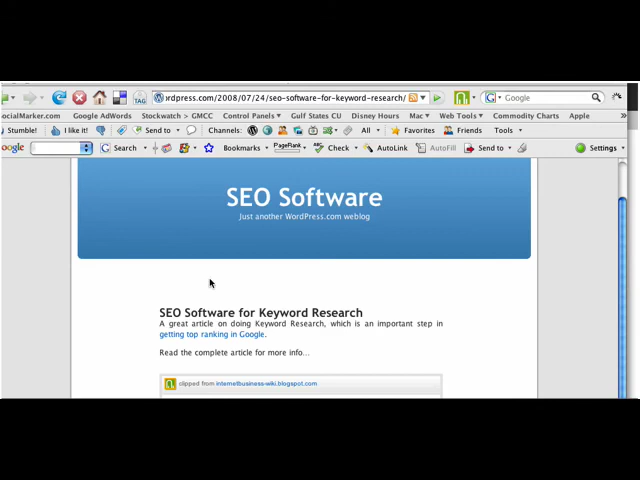 TAG
rdpress.com/2008/07/24/seo-software-for-keyword-research/
Google
ocialMarker.com Google AdWords Stockwatch > GMCC Control Panels Gulf States CU Disney Hours Mac Web Tools Commodity Charts Apple
Stumble! I like it! Send to Channels: All Favorites Friends Tools
oogle Search Bookmarks PageRank Check AutoLink AutoFill Send to Settings
SEO Software
Just another WordPress.com weblog
SEO Software for Keyword Research
A great article on doing Keyword Research, which is an important step in
getting top ranking in Google.
Read the complete article for more info...
clipped from internetbusiness-wiki.blogspot.com